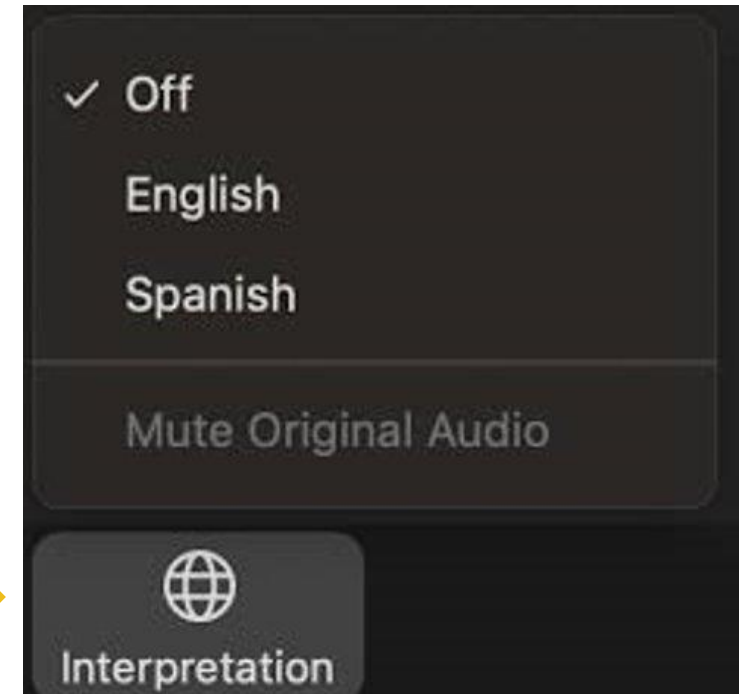 Off
English
Spanish
Mute Original Audio
Interpretation